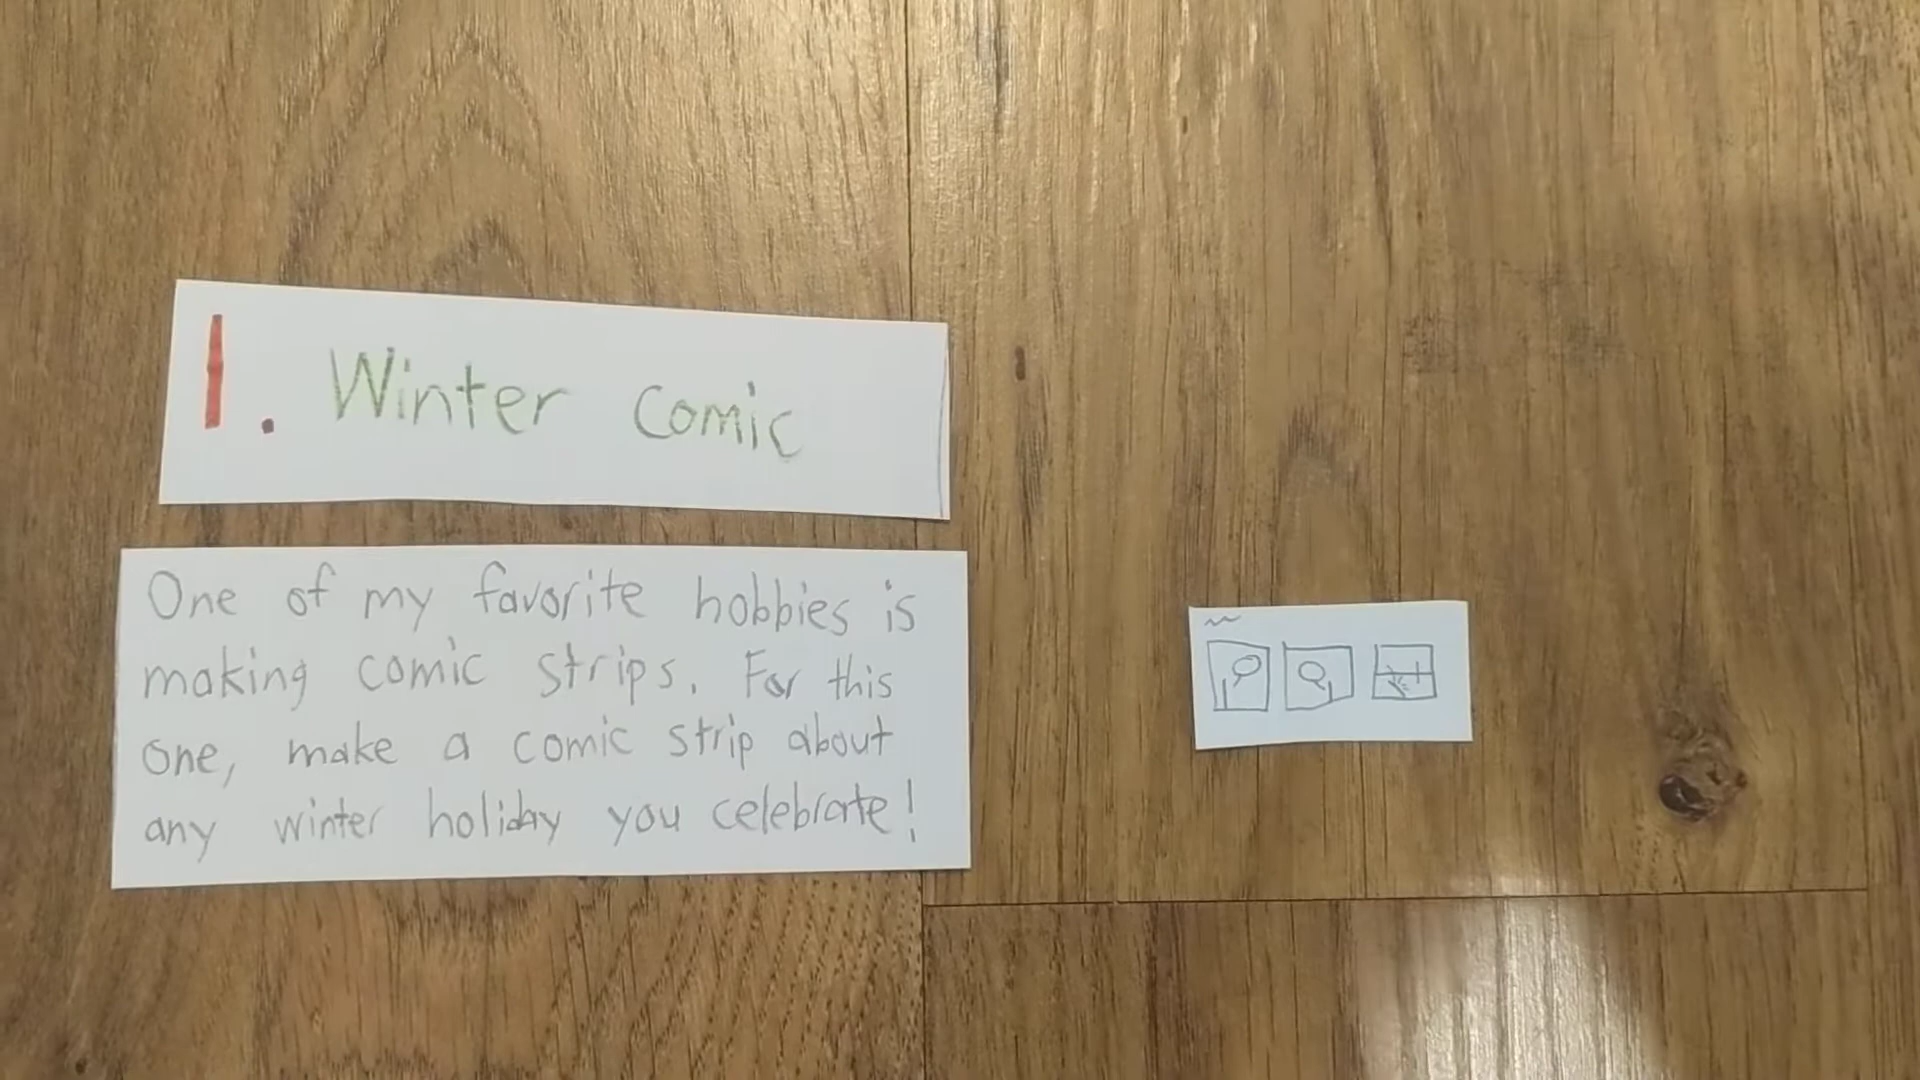 1. Winter Comic
One of my favorite hobbies is
making comic strips. For this
one, make a comic strip about
any winter holiday you celebrate!